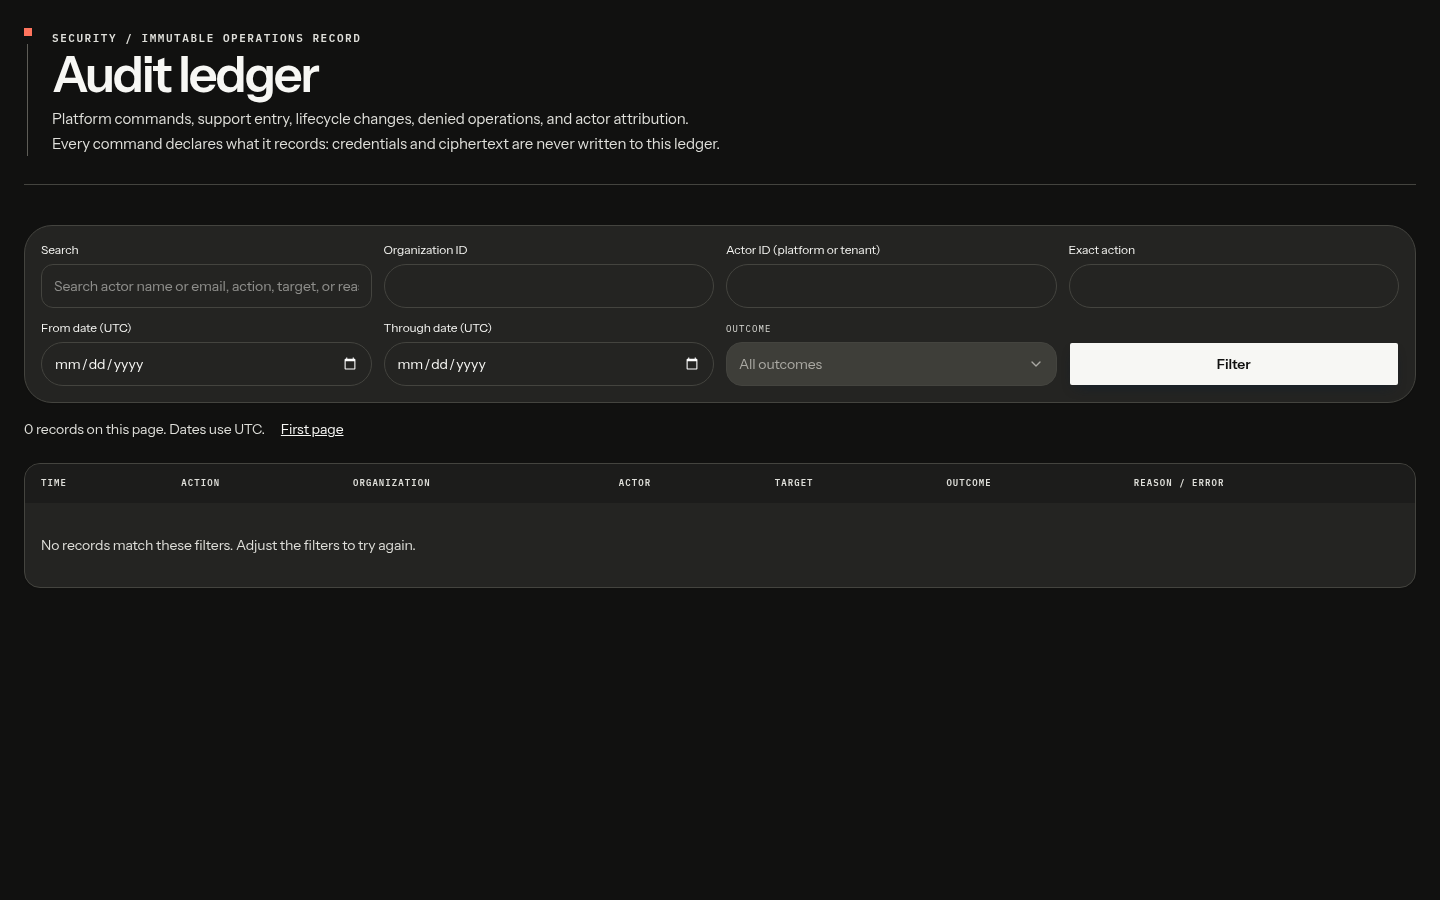 SECURITY / IMMUTABLE OPERATIONS RECORD
Audit ledger
Platform commands, support entry, lifecycle changes, denied operations, and actor attribution.
Every command declares what it records: credentials and ciphertext are never written to this ledger.
Search
Organization ID
Actor ID (platform or tenant)
Exact action
Search actor name or email, action, target, or rea
From date (UTC)
Through date (UTC)
OUTCOME
mm/dd/yyyy
mm/dd/yyyy
All outcomes
Filter
0 records on this page. Dates use UTC. First page
TIME ACTION ORGANIZATION ACTOR TARGET OUTCOME REASON / ERROR
No records match these filters. Adjust the filters to try again.